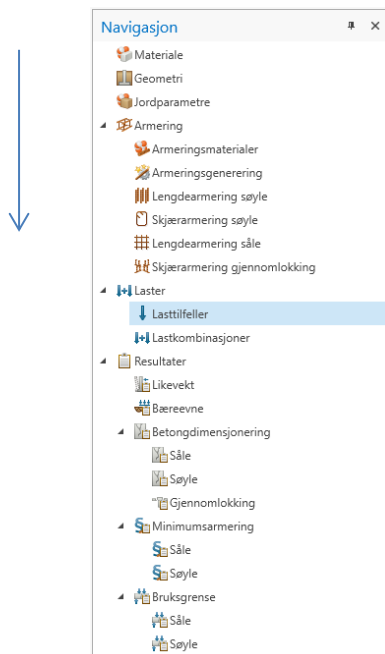 Navigasjon
Materiale
Geometri
Jordparametre
Armering
Armeringsmaterialer
Armeringsgenerering
Lengdearmering søyle
Skjærarmering søyle
Lengdearmering såle
Skjærarmering gjennomlokking
Laster
Lasttilfeller
Lastkombinasjoner
Resultater
Likevekt
Bæreevne
Betongdimensjonering
Såle
Søyle
Gjennomlokking
Minimumsarmering
Såle
Søyle
Bruksgrense
Såle
Søyle